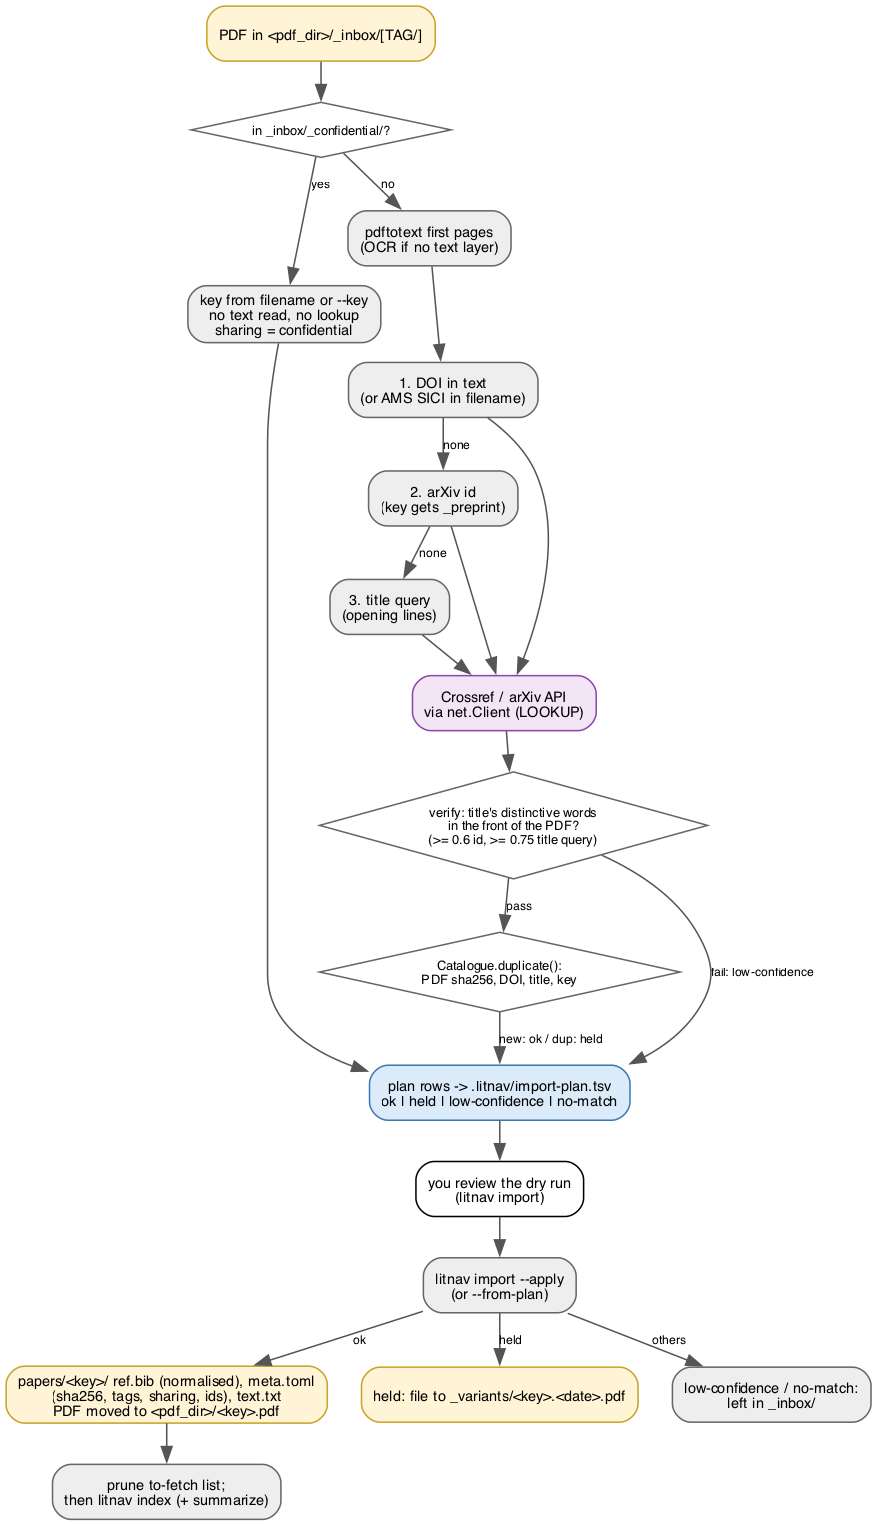 PDF in <pdf_dir>/_inbox/[TAG/]
in _inbox/_confidential/?
yes
no
pdftotext first pages
(OCR if no text layer)
key from filename or --key
no text read, no lookup
sharing = confidential
1. DOI in text
(or AMS SICI in filename)
none
2. arXiv id
(key gets _preprint)
none
3. title query
(opening lines)
Crossref / arXiv API
via net.Client (LOOKUP)
verify: title's distinctive words
in the front of the PDF?
(>= 0.6 id, >= 0.75 title query)
pass
fail: low-confidence
Catalogue.duplicate():
PDF sha256, DOI, title, key
new: ok / dup: held
plan rows -> .litnav/import-plan.tsv
ok | held | low-confidence | no-match
you review the dry run
(litnav import)
litnav import --apply
(or --from-plan)
ok
held
others
papers/<key>/ ref.bib (normalised), meta.toml
(sha256, tags, sharing, ids), text.txt
PDF moved to <pdf_dir>/<key>.pdf
held: file to _variants/<key>.<date>.pdf
low-confidence / no-match:
left in _inbox/
prune to-fetch list;
then litnav index (+ summarize)